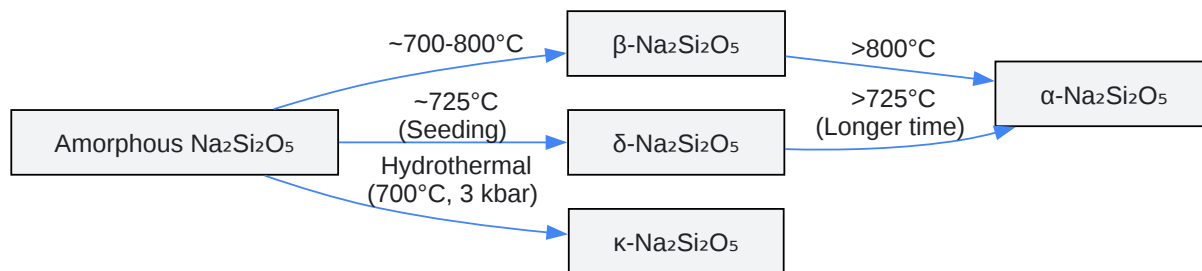 ~700-800°C
β-Na₂Si₂O₅
>800°C
Amorphous Na₂Si₂O₅
~725°C
(Seeding)
δ-Na₂Si₂O₅
>725°C
(Longer time)
α-Na₂Si₂O₅
Hydrothermal
(700°C, 3 kbar)
κ-Na₂Si₂O₅